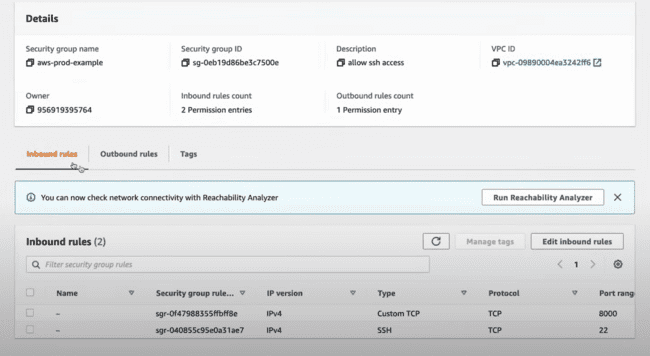 Details
Security group name
aws-prod-example
Security group ID
sg-0eb19d86be3c7500e
Description
allow ssh access
VPC ID
vpc-09890004ea3242ff6
Owner
956919395764
Inbound rules count
2 Permission entries
Outbound rules count
1 Permission entry
Inbound rules Outbound rules Tags
You can now check network connectivity with Reachability Analyzer Run Reachability Analyzer
Inbound rules (2) Manage tags Edit inbound rules
Filter security group rules 1
Name Security group rule... IP version Type Protocol Port rang
– sgr-0f47988355fbff8e IPv4 Custom TCP TCP 8000
– sgr-040855c95e0a31ae7 IPv4 SSH TCP 22